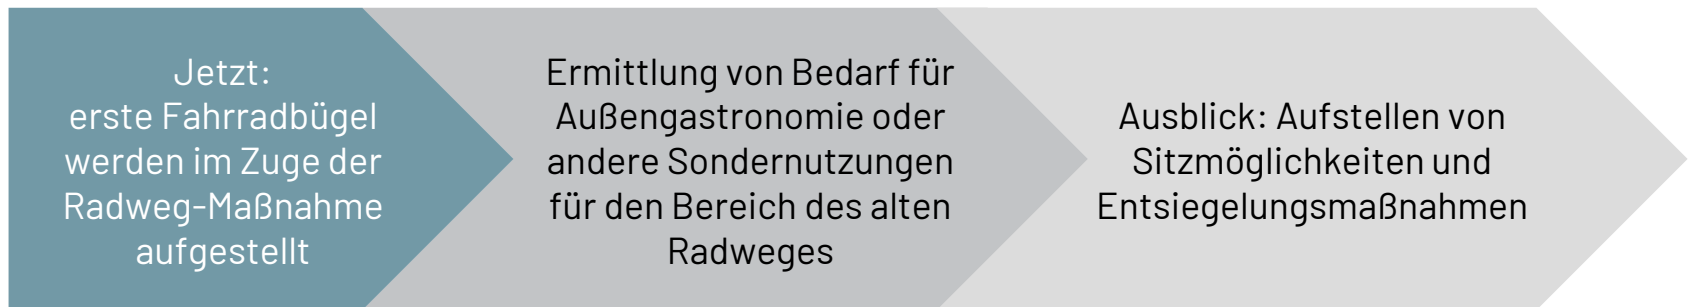 Jetzt:
erste Fahrradbügel
werden im Zuge der
Radweg-Maßnahme
aufgestellt
Ermittlung von Bedarf für
Außengastronomie oder
andere Sondernutzungen
für den Bereich des alten
Radweges
Ausblick: Aufstellen von
Sitzmöglichkeiten und
Entsiegelungsmaßnahmen